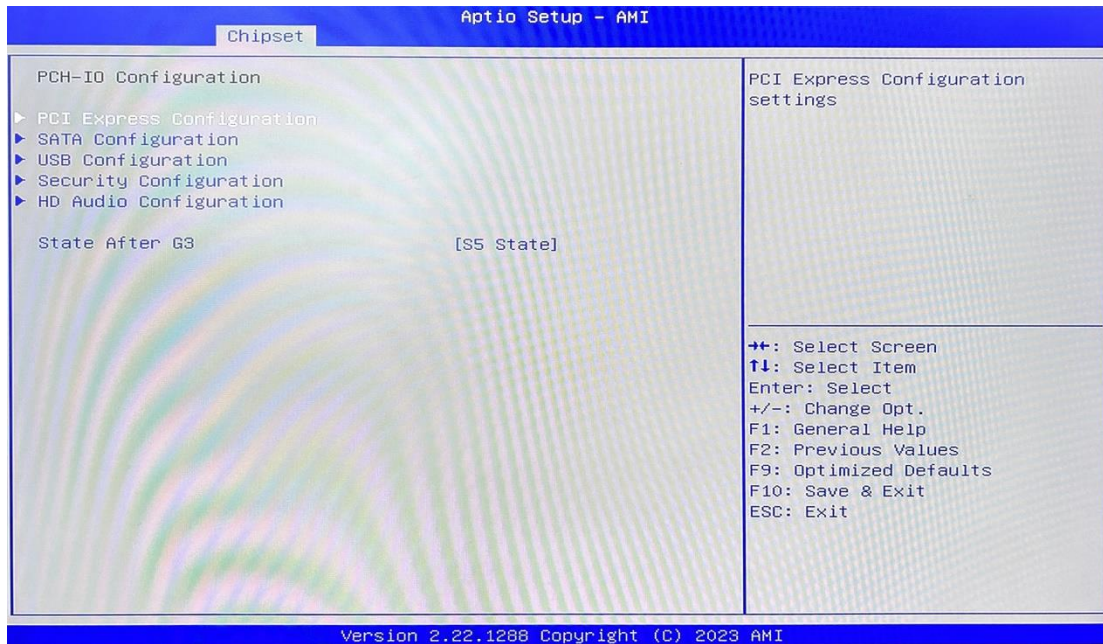 Aptio Setup – AMI
Chipset
PCH-IO Configuration
► PCI Express Configuration
► SATA Configuration
► USB Configuration
► Security Configuration
► HD Audio Configuration
State After G3 [S5 State]
PCI Express Configuration
settings
→←: Select Screen
↑↓: Select Item
Enter: Select
+/-: Change Opt.
F1: General Help
F2: Previous Values
F9: Optimized Defaults
F10: Save & Exit
ESC: Exit
Version 2.22.1288 Copyright (C) 2023 AMI